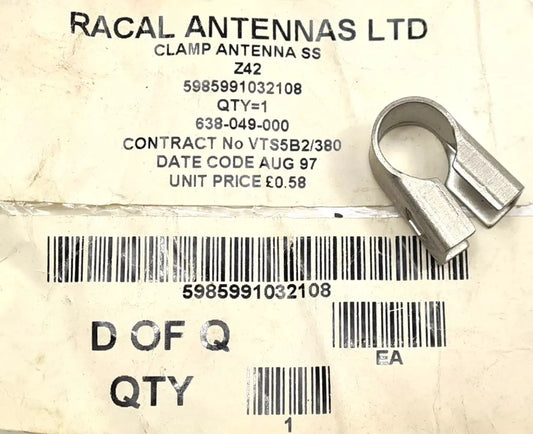 RACAL ANTENNAS LTD
CLAMP ANTENNA SS
Z42
5985991032108
QTY=1
638-049-000
CONTRACT No VTS5B2/380
DATE CODE AUG 97
UNIT PRICE £0.58
5985991032108
D OF Q
EA
QTY
1